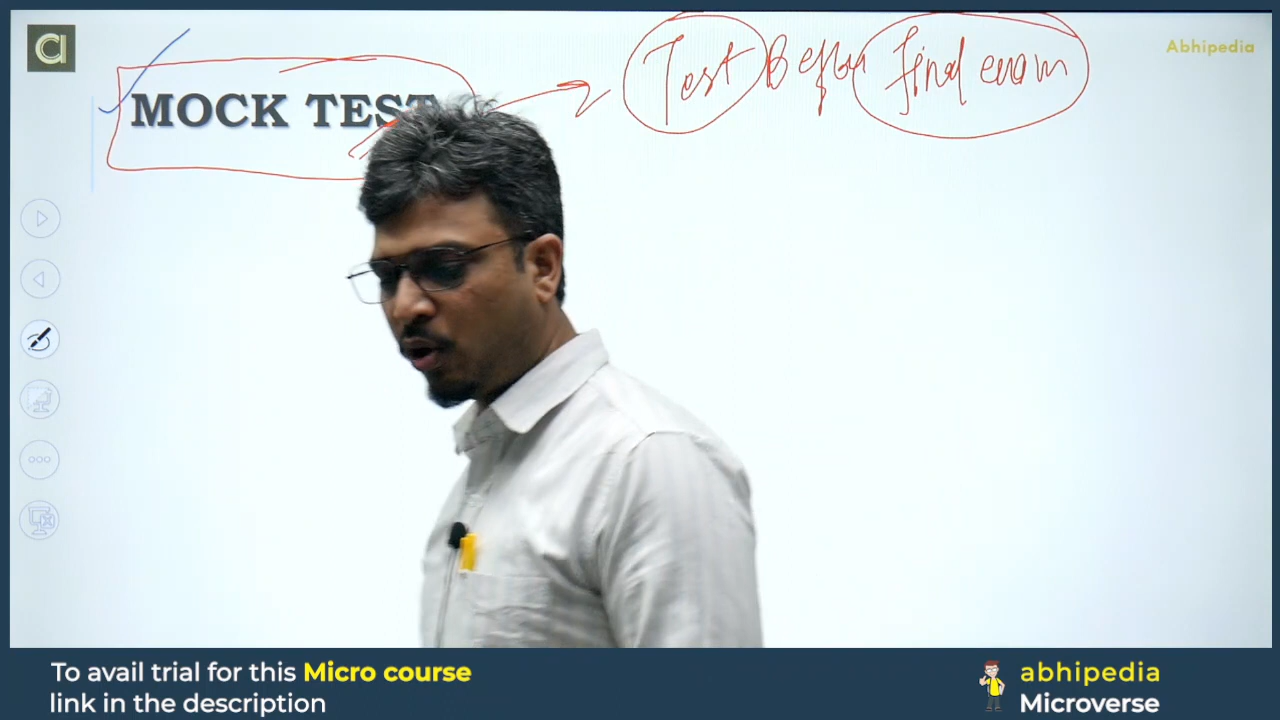 Abhipedia
MOCK TEST
Test Before final exam
To avail trial for this Micro course
link in the description
abhipedia
Microverse